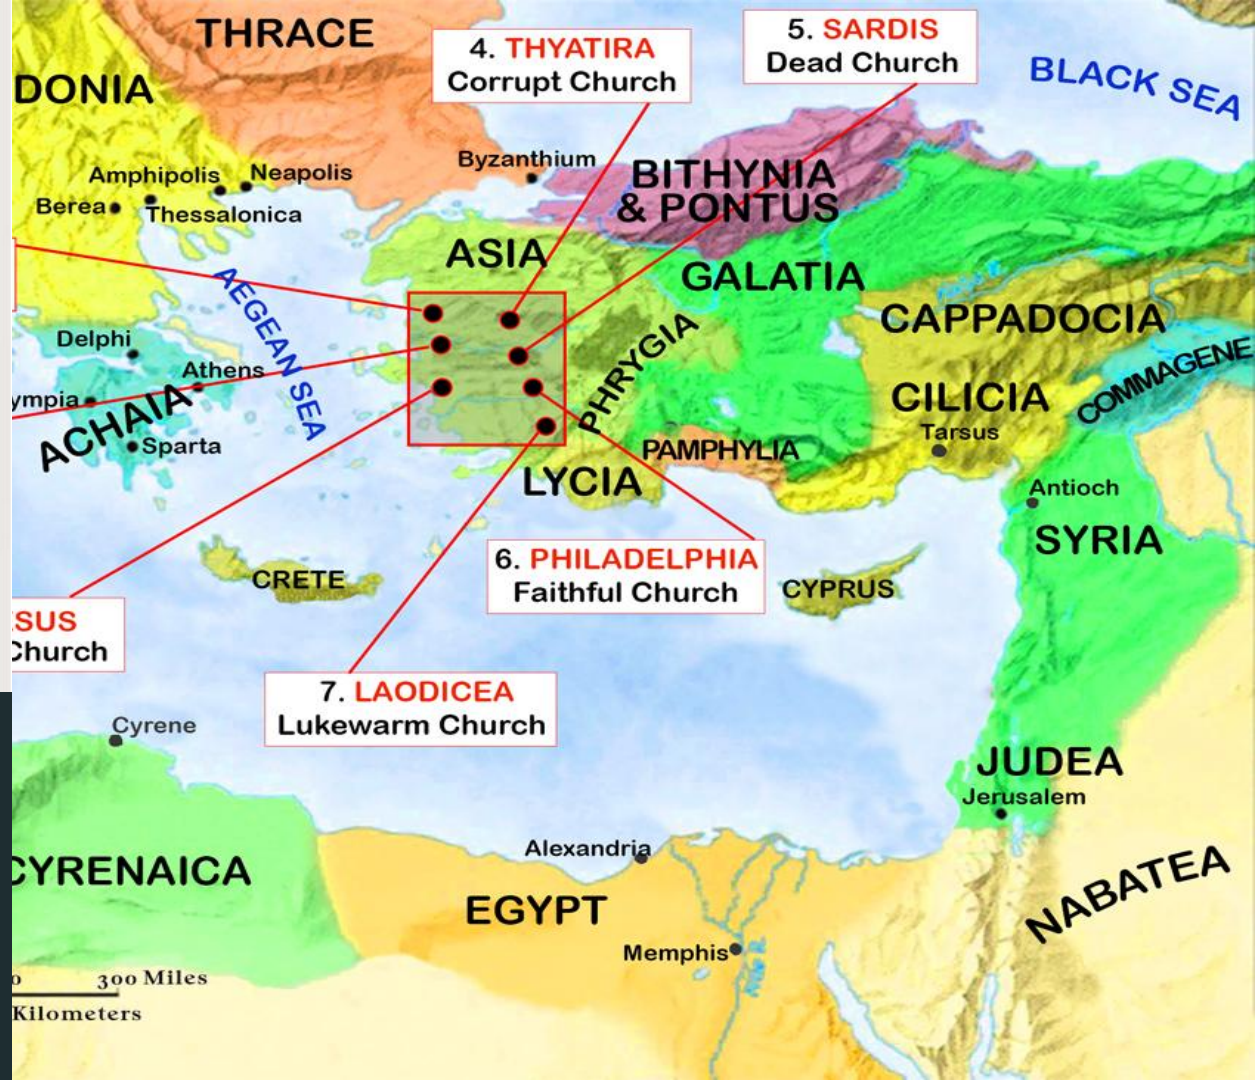 THRACE
4. THYATIRA
Corrupt Church
5. SARDIS
Dead Church
BLACK SEA
DONIA
Byzantium
BITHYNIA
& PONTUS
Amphipolis
Neapolis
Berea
Thessalonica
ASIA
GALATIA
AEGEAN SEA
CAPPADOCIA
PHRYGIA
COMMAGENE
Delphi
Athens
ympia
ACHAIA
Sparta
CILICIA
Tarsus
PAMPHYLIA
LYCIA
Antioch
SYRIA
6. PHILADELPHIA
Faithful Church
CRETE
CYPRUS
SUS
Church
7. LAODICEA
Lukewarm Church
Cyrene
JUDEA
Jerusalem
CYRENAICA
Alexandria
EGYPT
NABATEA
Memphis
Nile R.
300 Miles
Kilometers